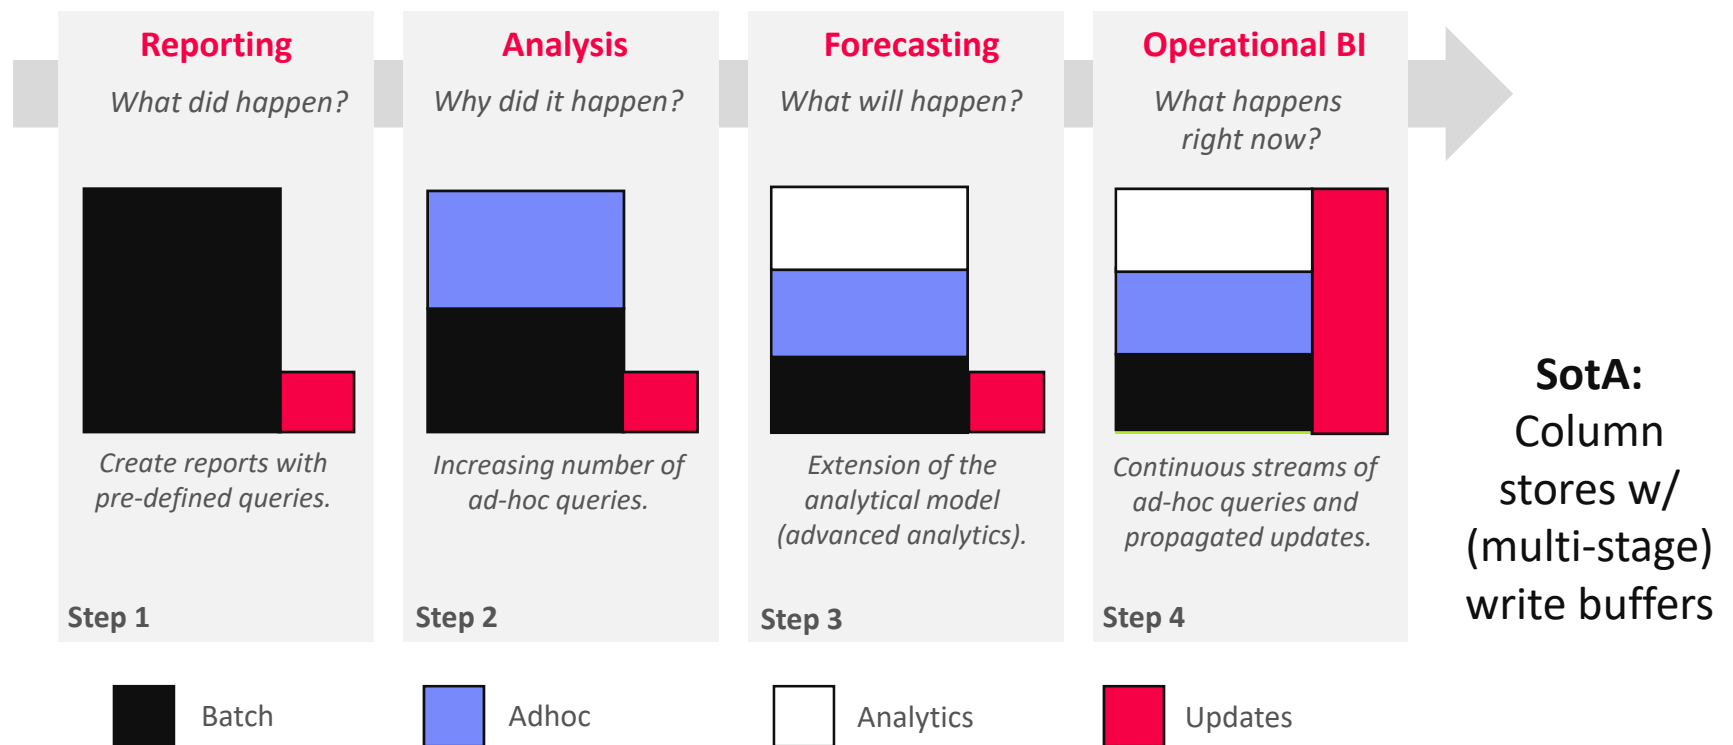 Reporting
What did happen?
Create reports with
pre-defined queries.
Step 1
Analysis
Why did it happen?
Increasing number of
ad-hoc queries.
Step 2
Forecasting
What will happen?
Extension of the
analytical model
(advanced analytics).
Step 3
Operational BI
What happens
right now?
Continuous streams of
ad-hoc queries and
propagated updates.
Step 4
SotA:
Column
stores w/
(multi-stage)
write buffers
Batch
Adhoc
Analytics
Updates